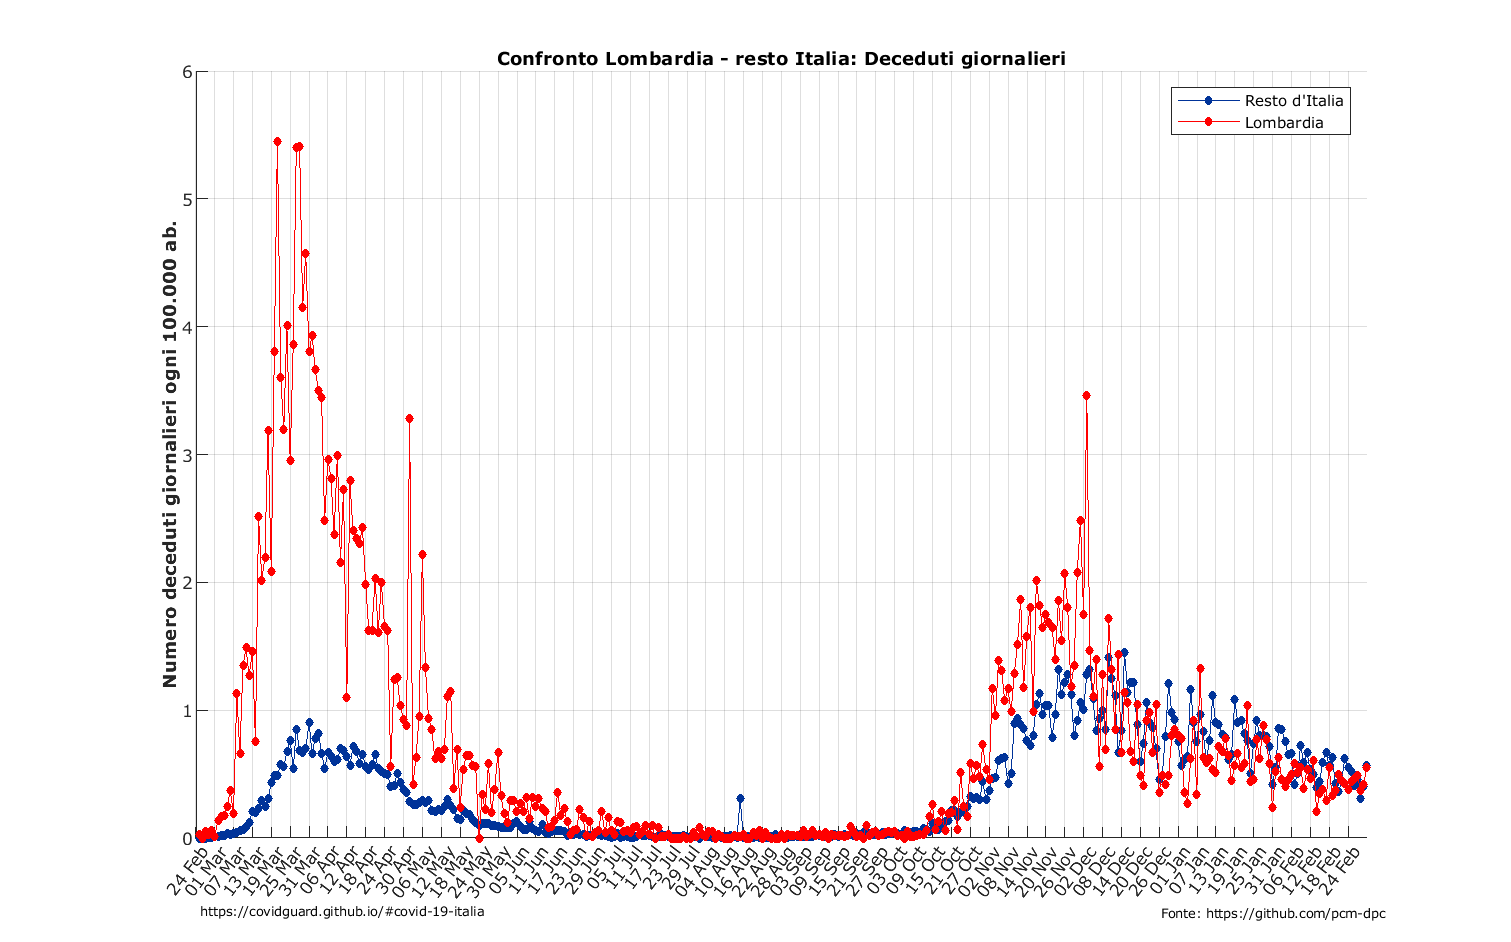 Confronto Lombardia - resto Italia: Deceduti giornalieri
Numero deceduti giornalieri ogni 100.000 ab.
6
5
4
3
2
1
0
Resto d'Italia
Lombardia
24 Feb
01 Mar
07 Mar
13 Mar
19 Mar
25 Mar
31 Mar
06 Apr
12 Apr
18 Apr
24 Apr
30 Apr
06 May
12 May
18 May
24 May
30 May
05 Jun
11 Jun
17 Jun
23 Jun
29 Jun
05 Jul
11 Jul
17 Jul
23 Jul
29 Jul
04 Aug
10 Aug
16 Aug
22 Aug
28 Aug
03 Sep
09 Sep
15 Sep
21 Sep
27 Sep
03 Oct
09 Oct
15 Oct
21 Oct
27 Oct
02 Nov
08 Nov
14 Nov
20 Nov
26 Nov
02 Dec
08 Dec
14 Dec
20 Dec
26 Dec
01 Jan
07 Jan
13 Jan
19 Jan
25 Jan
31 Jan
06 Feb
12 Feb
18 Feb
24 Feb
https://covidguard.github.io/#covid-19-italia
Fonte: https://github.com/pcm-dpc